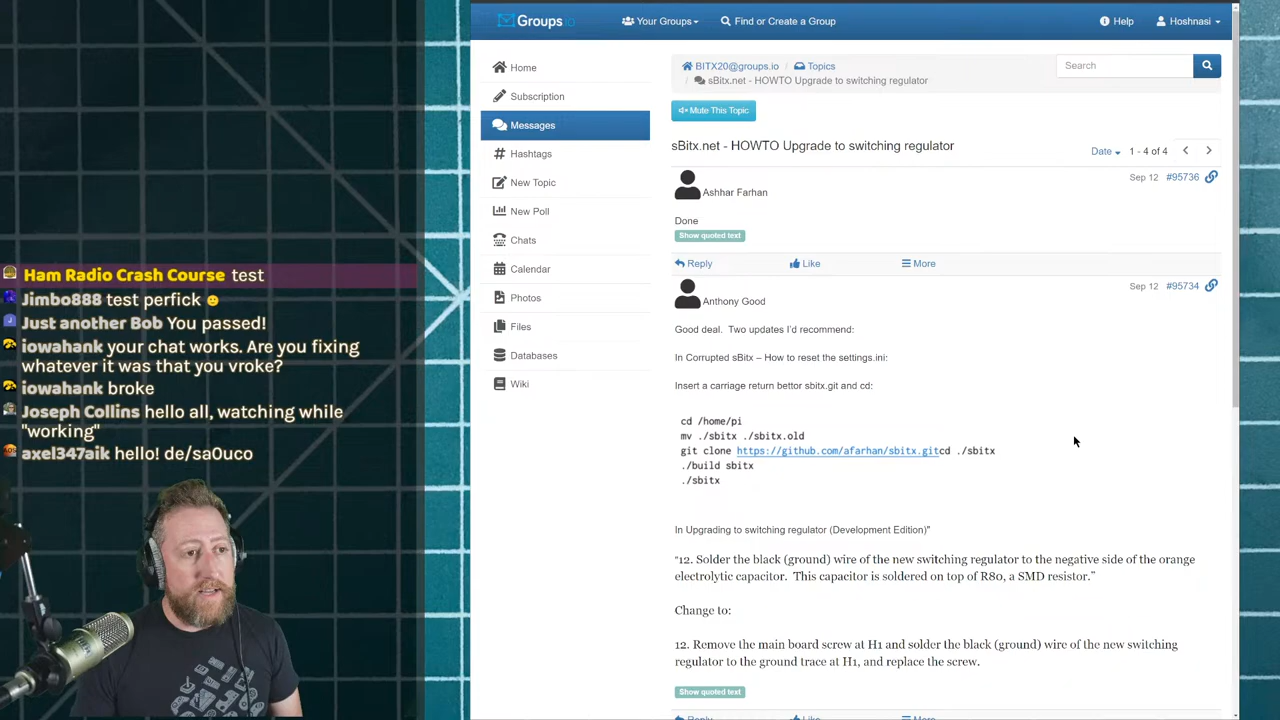 Groups.io
Your Groups
Find or Create a Group
Help
Hoshnasi
Home
Subscription
Messages
Hashtags
New Topic
New Poll
Chats
Calendar
Photos
Files
Databases
Wiki
BITX20@groups.io / Topics
/ sBitx.net - HOWTO Upgrade to switching regulator
Search
Mute This Topic
sBitx.net - HOWTO Upgrade to switching regulator
Date 1 - 4 of 4
Ashhar Farhan
Sep 12 #95736
Done
Show quoted text
Reply Like More
Anthony Good
Sep 12 #95734
Good deal. Two updates I'd recommend:
In Corrupted sBitx – How to reset the settings.ini:
Insert a carriage return bettor sbitx.git and cd:
cd /home/pi
mv ./sbitx ./sbitx.old
git clone https://github.com/afarhan/sbitx.gitcd ./sbitx
./build sbitx
./sbitx
In Upgrading to switching regulator (Development Edition)"
"12. Solder the black (ground) wire of the new switching regulator to the negative side of the orange
electrolytic capacitor. This capacitor is soldered on top of R80, a SMD resistor."
Change to:
12. Remove the main board screw at H1 and solder the black (ground) wire of the new switching
regulator to the ground trace at H1, and replace the screw.
Show quoted text
Reply Like More
Ham Radio Crash Course test
Jimbo888 test perfick
Just another Bob You passed!
iowahank your chat works. Are you fixing
whatever it was that you vroke?
iowahank broke
Joseph Collins hello all, watching while
"working"
ael347aik hello! de/sa0uco